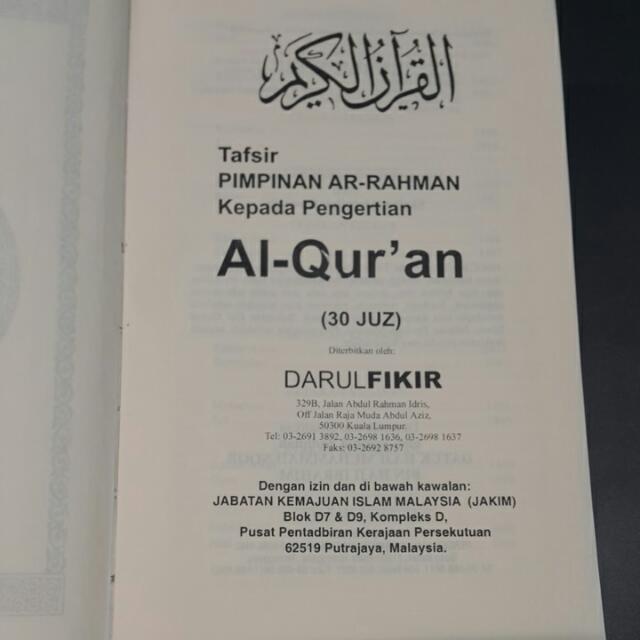 القرآن الكريم
Tafsir
PIMPINAN AR-RAHMAN
Kepada Pengertian
Al-Qur'an
(30 JUZ)
Diterbitkan oleh:
DARULFIKIR
329B, Jalan Abdul Rahman Idris,
Off Jalan Raja Muda Abdul Aziz,
50300 Kuala Lumpur.
Tel: 03-2691 3892, 03-2698 1636, 03-2698 1637
Faks: 03-2692 8757
Dengan izin dan di bawah kawalan:
JABATAN KEMAJUAN ISLAM MALAYSIA (JAKIM)
Blok D7 & D9, Kompleks D,
Pusat Pentadbiran Kerajaan Persekutuan
62519 Putrajaya, Malaysia.